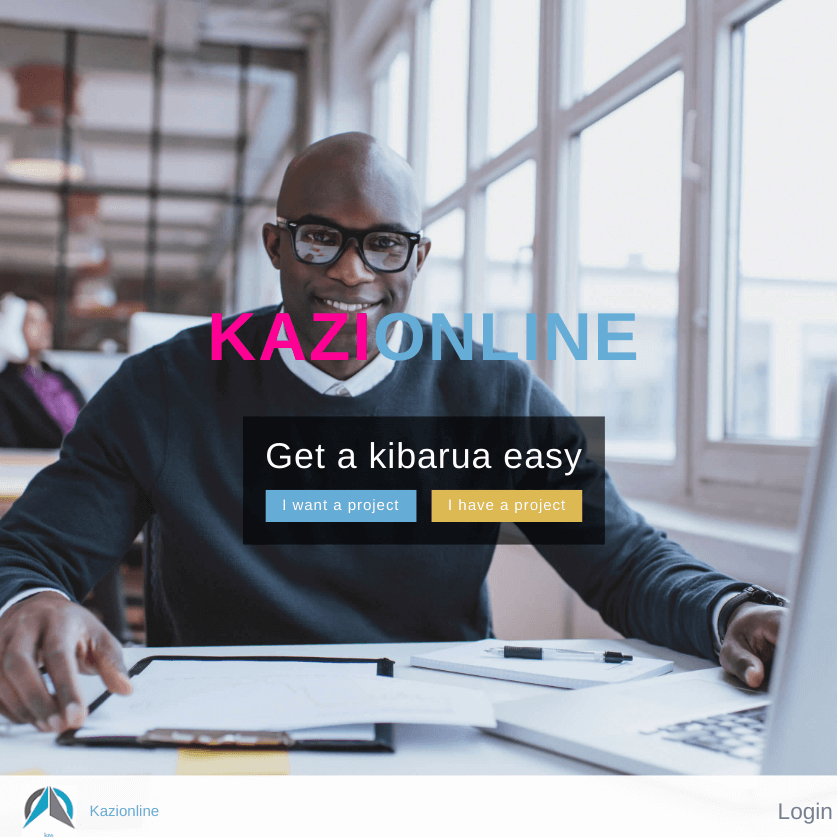 KAZIONLINE
Get a kibarua easy
I want a project
I have a project
Kazionline
Login